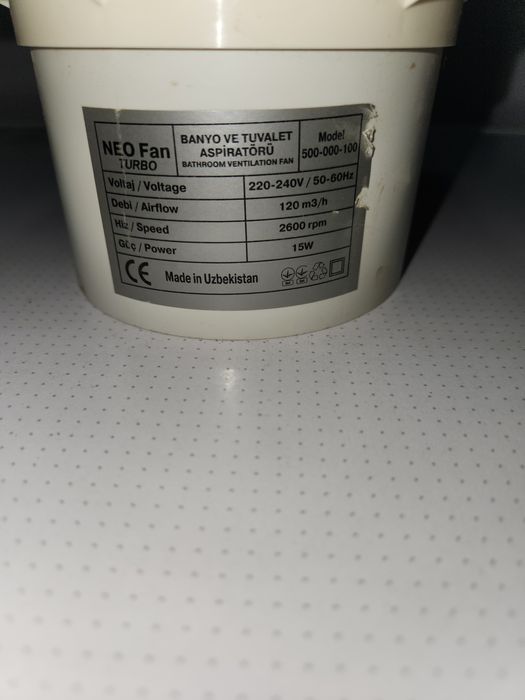 NEO Fan
TURBO
BANYO VE TUVALET
ASPİRATÖRÜ
BATHROOM VENTILATION FAN
Model
500-000-100
Voltaj / Voltage
220-240V / 50-60Hz
Debi / Airflow
120 m3/h
Hız / Speed
2600 rpm
Güç / Power
15W
CE
Made in Uzbekistan